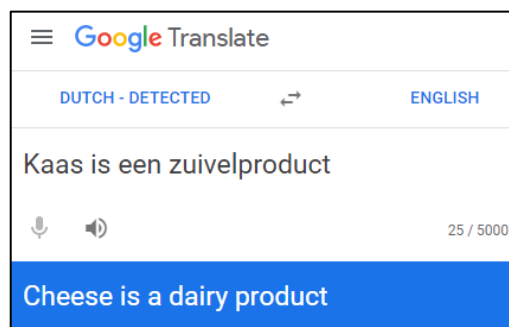 Google Translate
DUTCH - DETECTED ENGLISH
Kaas is een zuivelproduct
25 / 5000
Cheese is a dairy product